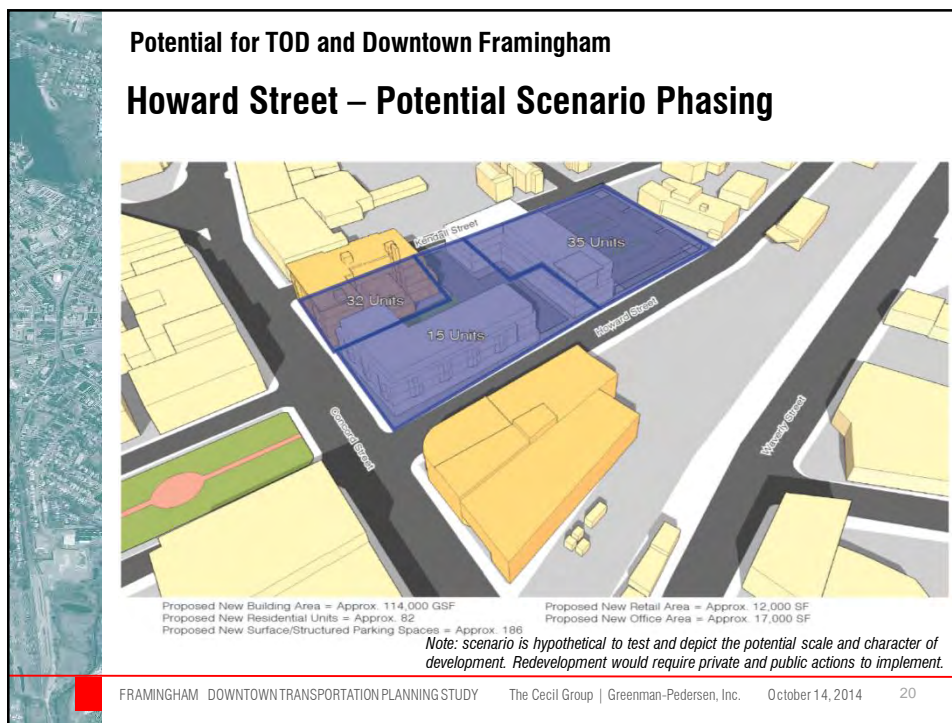 Potential for TOD and Downtown Framingham
Howard Street – Potential Scenario Phasing
Kendall Street
35 Units
32 Units
15 Units
Howard Street
Concord Street
Waverly Street
Proposed New Building Area = Approx. 114,000 GSF
Proposed New Residential Units = Approx. 82
Proposed New Surface/Structured Parking Spaces = Approx. 186
Proposed New Retail Area = Approx. 12,000 SF
Proposed New Office Area = Approx. 17,000 SF
Note: scenario is hypothetical to test and depict the potential scale and character of
development. Redevelopment would require private and public actions to implement.
FRAMINGHAM DOWNTOWN TRANSPORTATION PLANNING STUDY The Cecil Group | Greenman-Pedersen, Inc. October 14, 2014 20